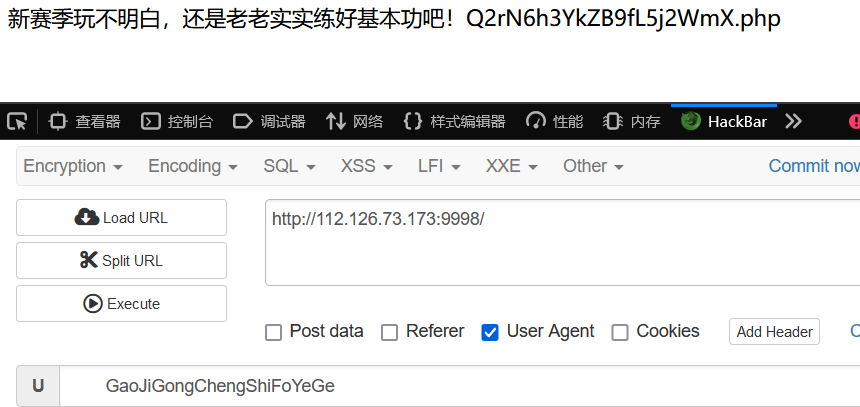 新赛季玩不明白，还是老老实实练好基本功吧！Q2rN6h3YkZB9fL5j2WmX.php
查看器 控制台 调试器 网络 样式编辑器 性能 内存 HackBar
Encryption Encoding SQL XSS LFI XXE Other Commit now
Load URL http://112.126.73.173:9998/
Split URL
Execute
Post data Referer User Agent Cookies Add Header
U GaoJiGongChengShiFoYeGe